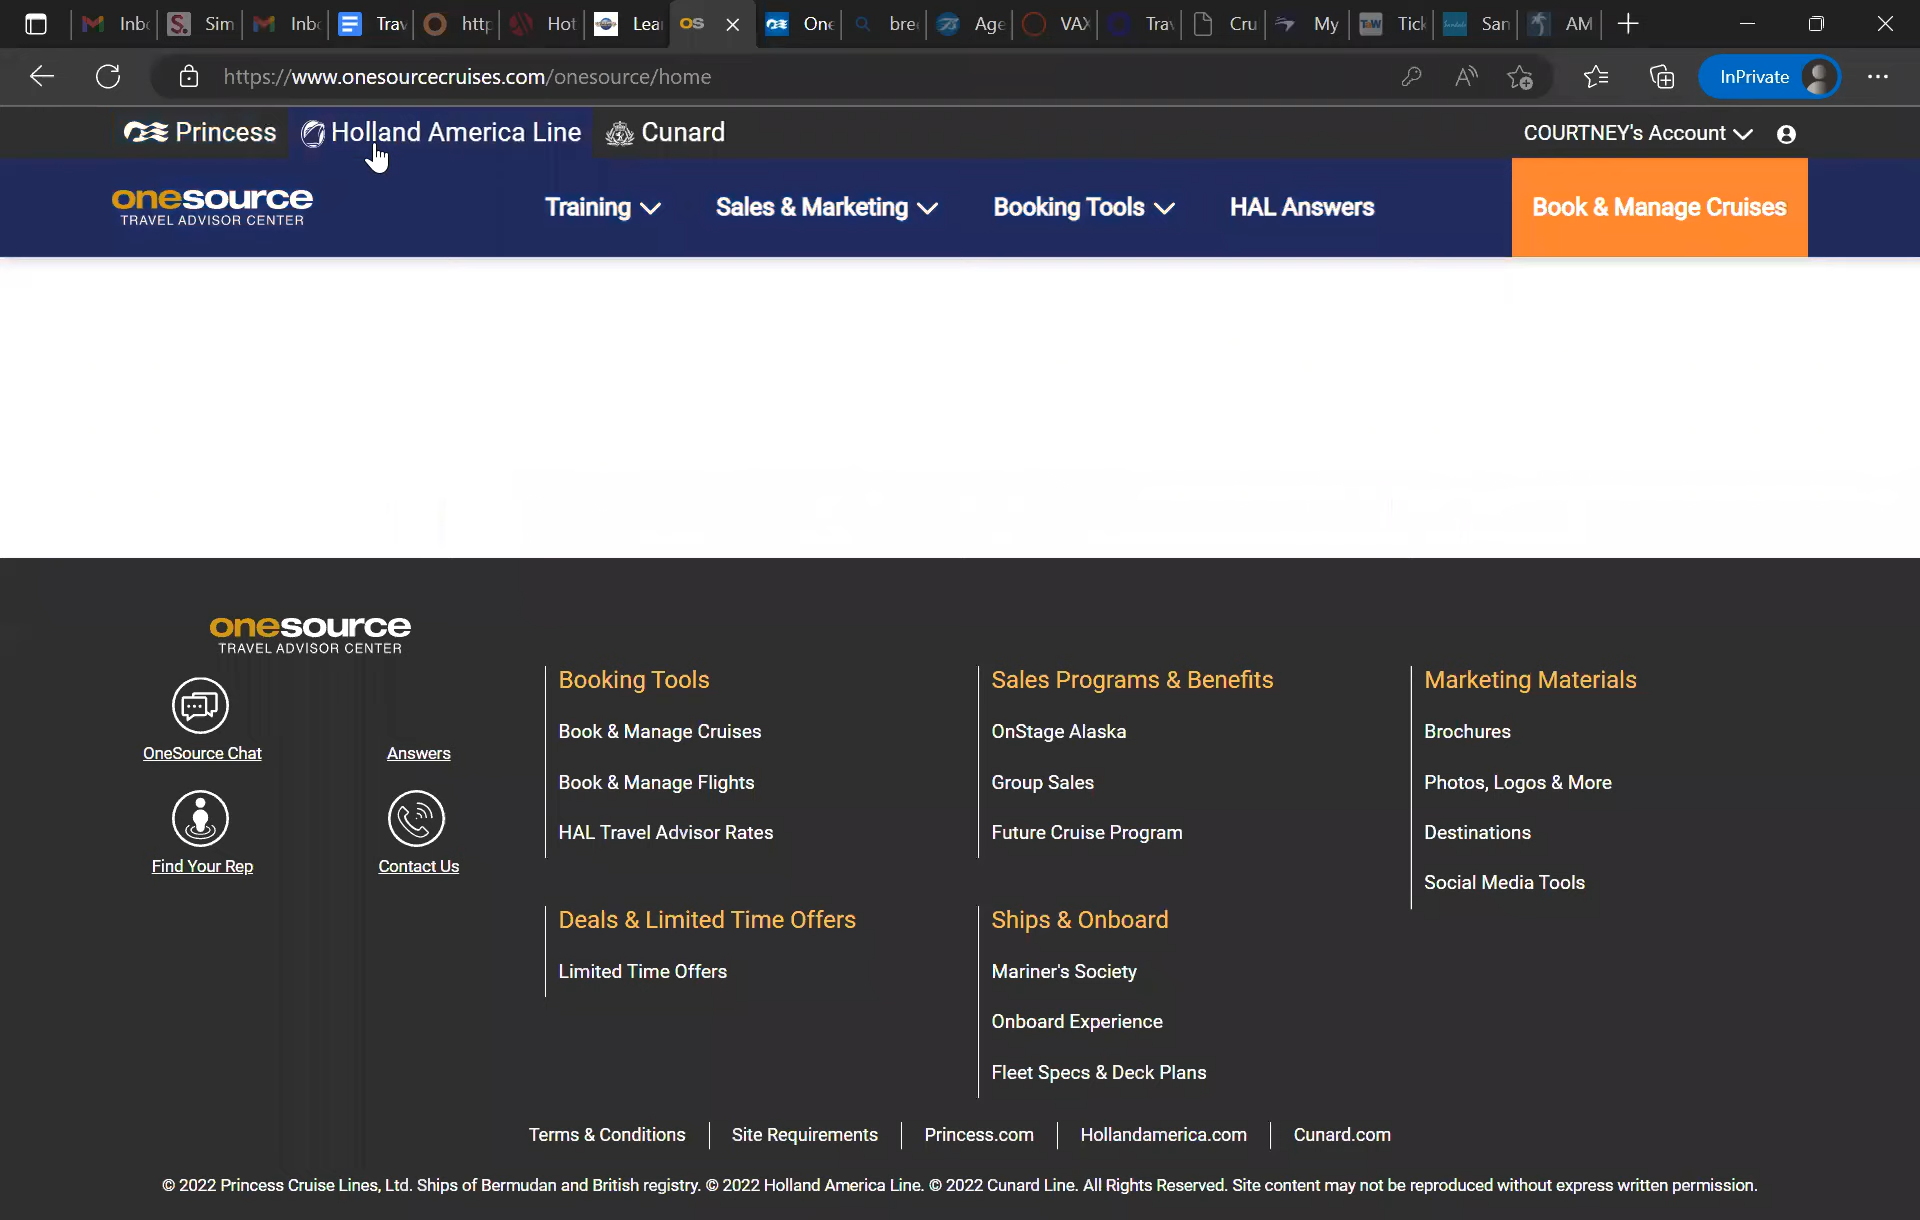 Inbo
Sim
Inbo
Trav
http
Hot
Lea
OS
One
bre
Age
VAX
Trav
Cru
My
Tick
San
AM
https://www.onesourcecruises.com/onesource/home
InPrivate
Princess
Holland America Line
Cunard
COURTNEY's Account
onesource
TRAVEL ADVISOR CENTER
Training
Sales & Marketing
Booking Tools
HAL Answers
Book & Manage Cruises
onesource
TRAVEL ADVISOR CENTER
OneSource Chat
Answers
Find Your Rep
Contact Us
Booking Tools
Book & Manage Cruises
Book & Manage Flights
HAL Travel Advisor Rates
Sales Programs & Benefits
OnStage Alaska
Group Sales
Future Cruise Program
Marketing Materials
Brochures
Photos, Logos & More
Destinations
Social Media Tools
Deals & Limited Time Offers
Limited Time Offers
Ships & Onboard
Mariner's Society
Onboard Experience
Fleet Specs & Deck Plans
Terms & Conditions
Site Requirements
Princess.com
Hollandamerica.com
Cunard.com
© 2022 Princess Cruise Lines, Ltd. Ships of Bermudan and British registry. © 2022 Holland America Line. © 2022 Cunard Line. All Rights Reserved. Site content may not be reproduced without express written permission.